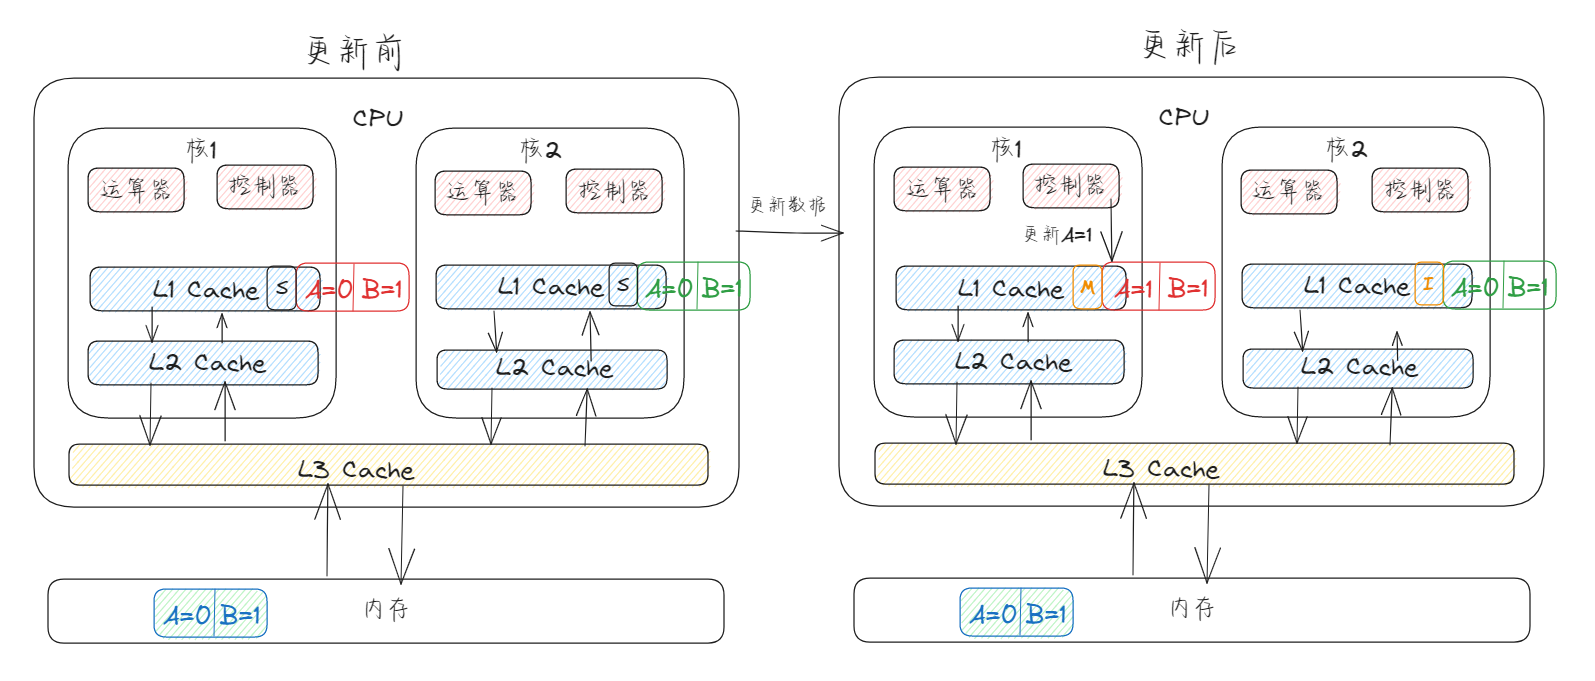 更新前
CPU
核1
运算器
控制器
L1 Cache
S
A=0
B=1
L2 Cache
核2
运算器
控制器
L1 Cache
S
A=0
B=1
L2 Cache
L3 Cache
A=0
B=1
内存
更新数据
更新后
CPU
核1
运算器
控制器
更新A=1
L1 Cache
M
A=1
B=1
L2 Cache
核2
运算器
控制器
L1 Cache
I
A=0
B=1
L2 Cache
L3 Cache
A=0
B=1
内存